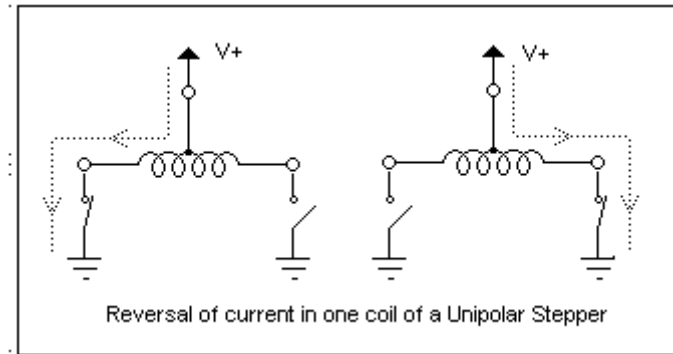 V+
V+
Reversal of current in one coil of a Unipolar Stepper